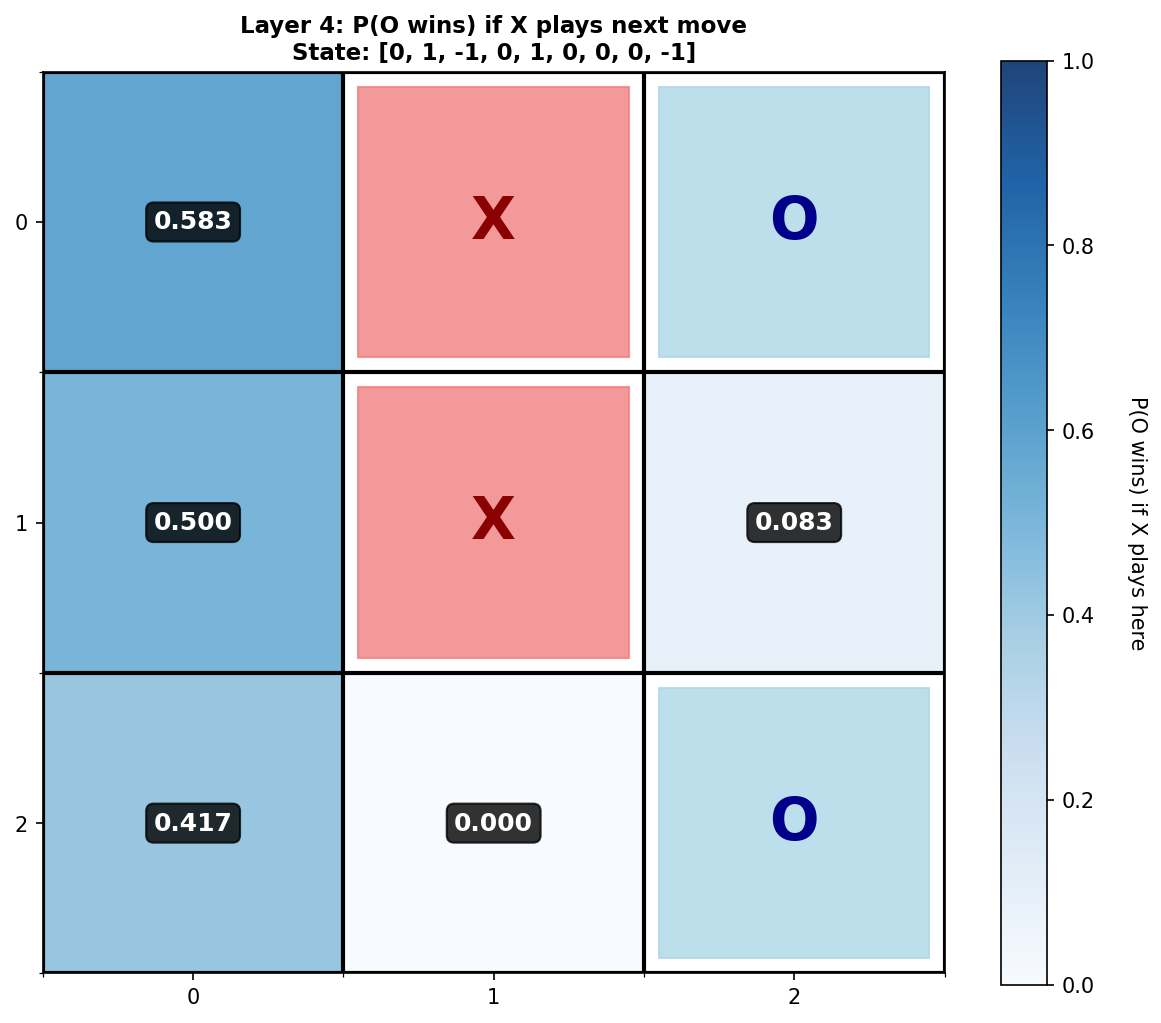 Layer 4: P(O wins) if X plays next move
State: [0, 1, -1, 0, 1, 0, 0, 0, -1]
0
0.583
X
O
1
0.500
X
0.083
2
0.417
0.000
O
0
1
2
1.0
0.8
0.6
0.4
0.2
0.0
P(O wins) if X plays here